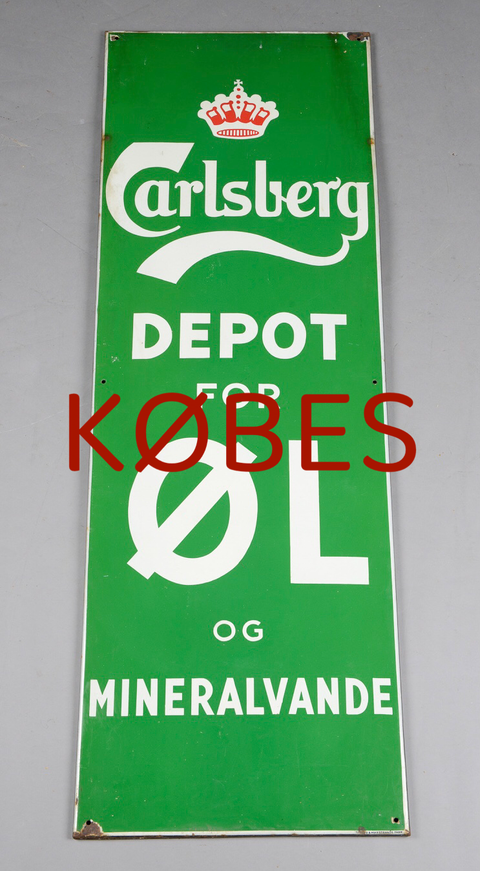 Carlsberg
DEPOT
FOR
KØBES
ØL
OG
MINERALVANDE